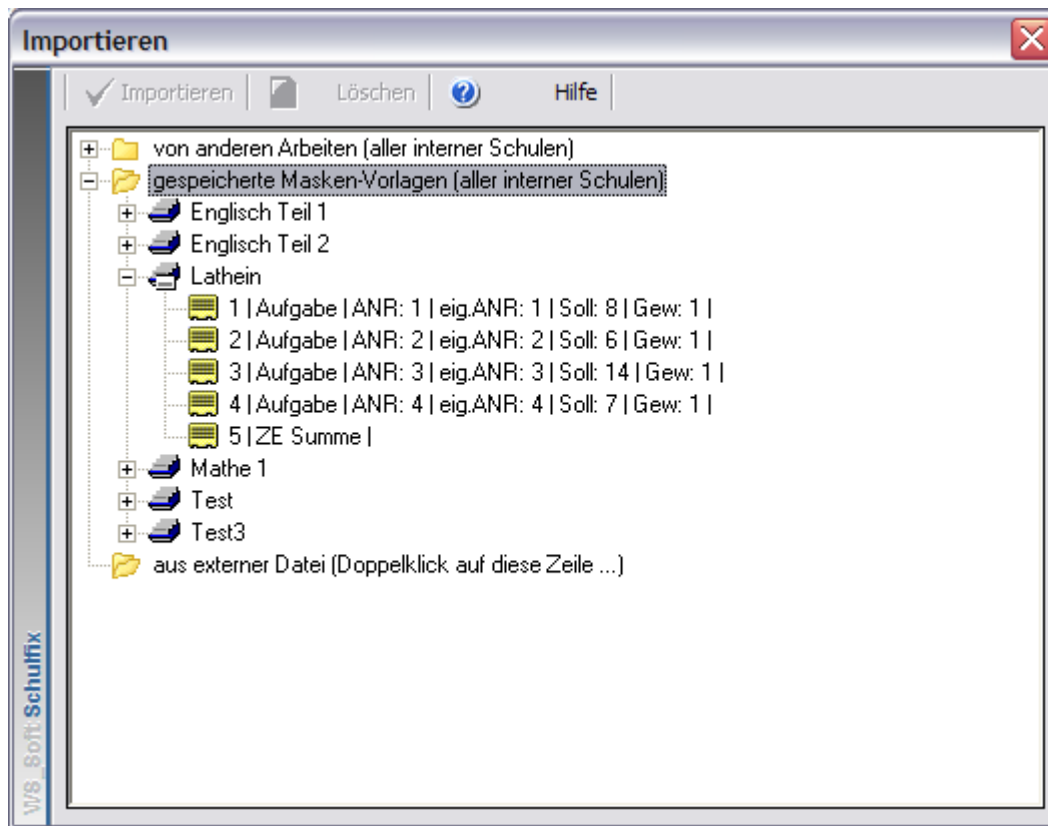 Importieren
Importieren Löschen Hilfe
von anderen Arbeiten (aller interner Schulen)
gespeicherte Masken-Vorlagen (aller interner Schulen)
Englisch Teil 1
Englisch Teil 2
Lathein
1 | Aufgabe | ANR: 1 | eig.ANR: 1 | Soll: 8 | Gew: 1 |
2 | Aufgabe | ANR: 2 | eig.ANR: 2 | Soll: 6 | Gew: 1 |
3 | Aufgabe | ANR: 3 | eig.ANR: 3 | Soll: 14 | Gew: 1 |
4 | Aufgabe | ANR: 4 | eig.ANR: 4 | Soll: 7 | Gew: 1 |
5 | ZE Summe |
Mathe 1
Test
Test3
aus externer Datei (Doppelklick auf diese Zeile ...)
WS_Soft Schulfix